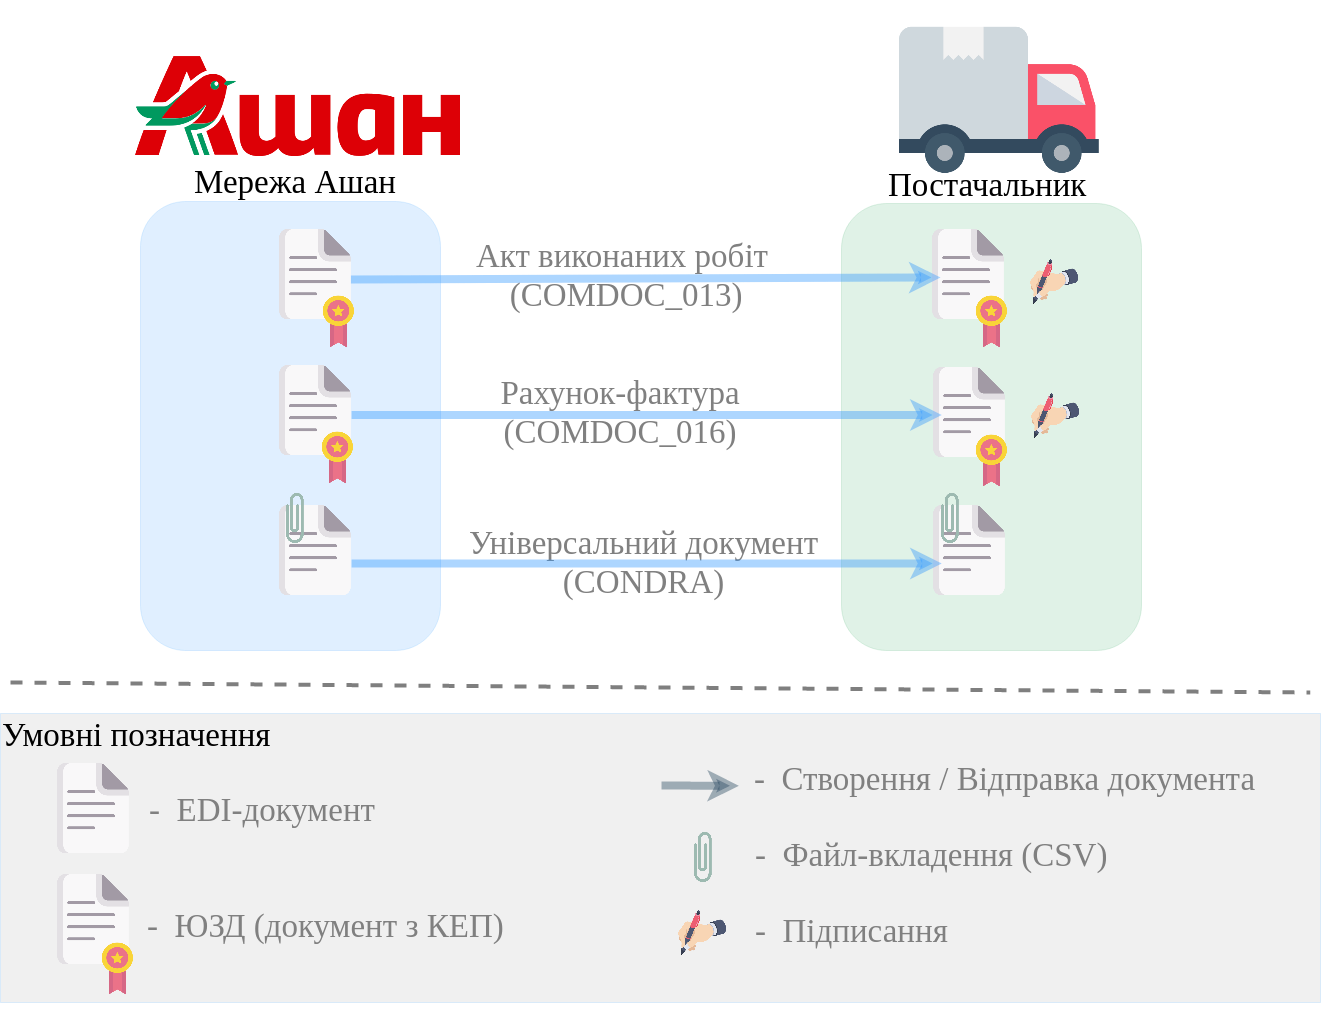 Ашан
Мережа Ашан
Постачальник
Акт виконаних робіт
(COMDOC_013)
Рахунок-фактура
(COMDOC_016)
Універсальний документ
(CONDRA)
Умовні позначення
- EDI-документ
- ЮЗД (документ з КЕП)
- Створення / Відправка документа
- Файл-вкладення (CSV)
- Підписання